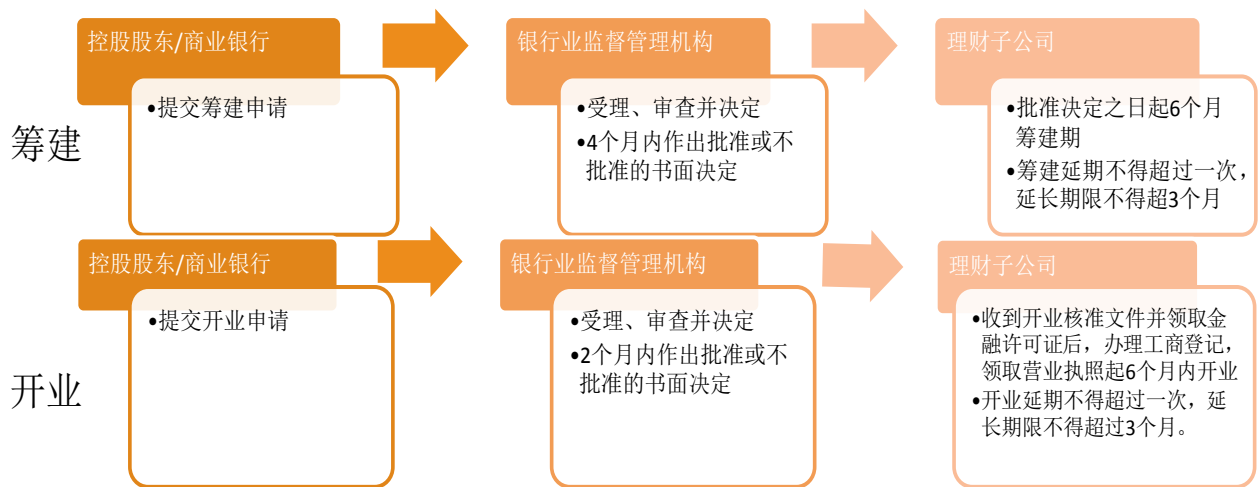 筹建
控股股东/商业银行
•提交筹建申请
银行业监督管理机构
•受理、审查并决定
•4个月内作出批准或不
批准的书面决定
理财子公司
•批准决定之日起6个月
筹建期
•筹建延期不得超过一次，
延长期限不得超3个月
开业
控股股东/商业银行
•提交开业申请
银行业监督管理机构
•受理、审查并决定
•2个月内作出批准或不
批准的书面决定
理财子公司
•收到开业核准文件并领取金
融许可证后，办理工商登记，
领取营业执照起6个月内开业
•开业延期不得超过一次，延
长期限不得超过3个月。